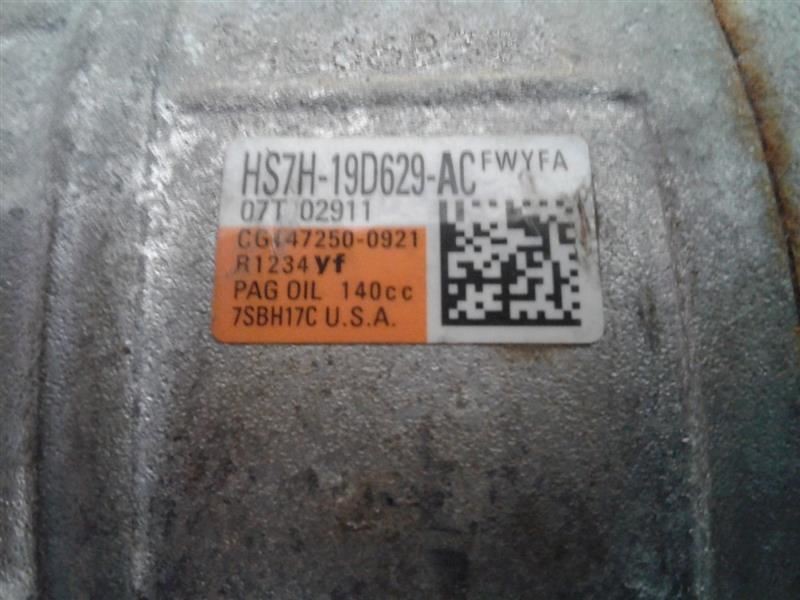 HS7H-19D629-AC FWYFA
07T 02911
CG447250-0921
R1234yf
PAG OIL 140cc
7SBH17C U.S.A.